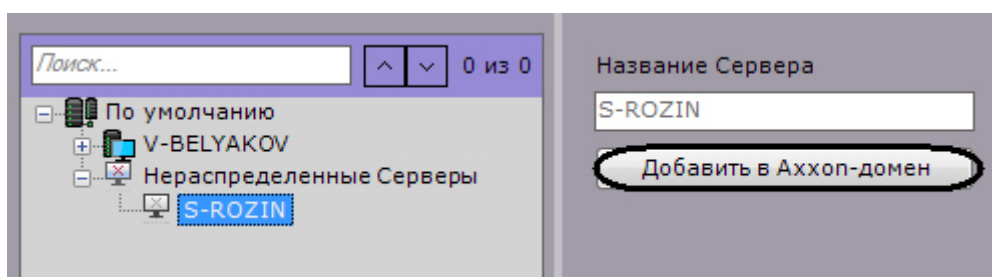 Поиск...
0 из 0
По умолчанию
V-BELYAKOV
Нераспределенные Серверы
S-ROZIN
Название Сервера
S-ROZIN
Добавить в Axxon-домен